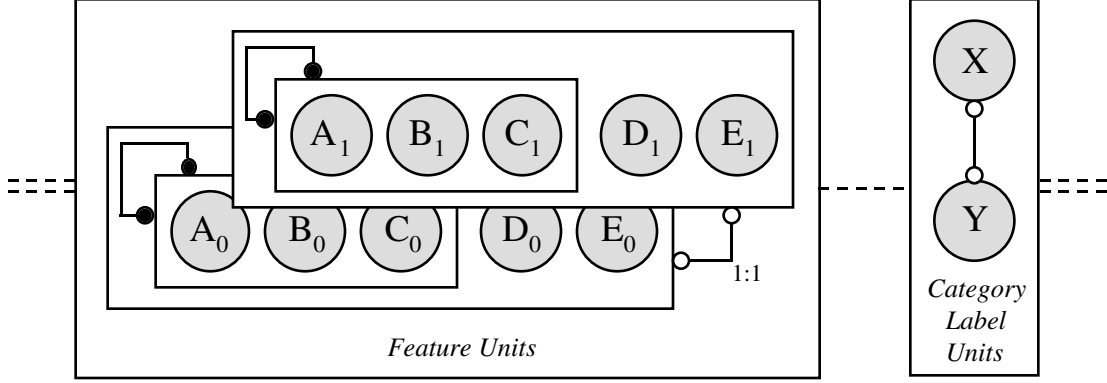 A₁ B₁ C₁ D₁ E₁
A₀ B₀ C₀ D₀ E₀
1:1
Feature Units
X
Y
Category
Label
Units